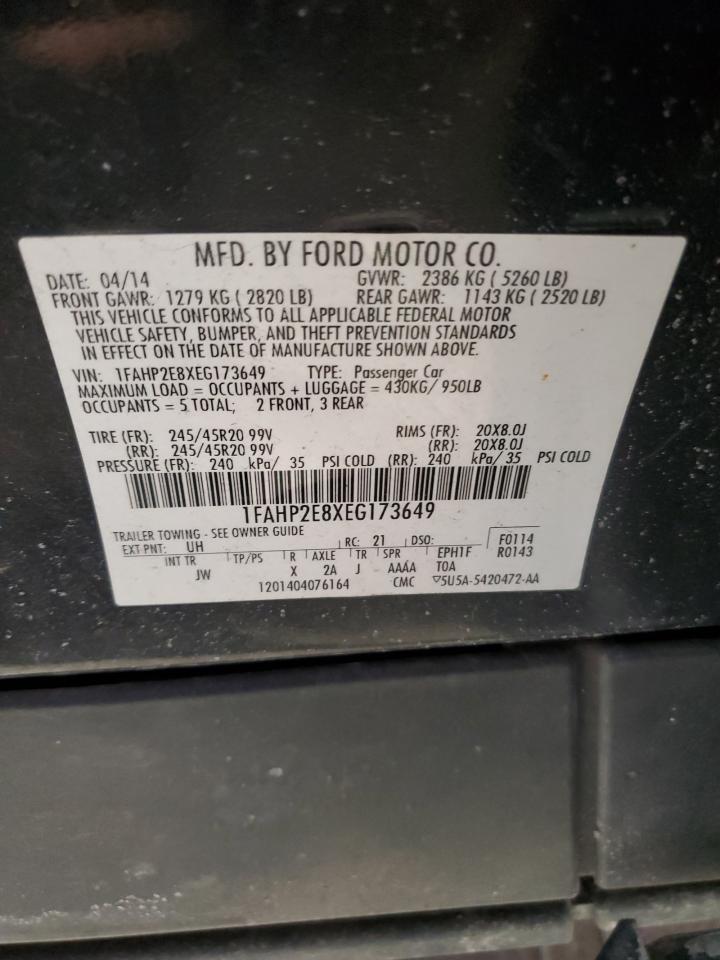 MFD. BY FORD MOTOR CO.
DATE: 04/14 GVWR: 2386 KG ( 5260 LB)
FRONT GAWR: 1279 KG ( 2820 LB) REAR GAWR: 1143 KG ( 2520 LB)
THIS VEHICLE CONFORMS TO ALL APPLICABLE FEDERAL MOTOR
VEHICLE SAFETY, BUMPER, AND THEFT PREVENTION STANDARDS
IN EFFECT ON THE DATE OF MANUFACTURE SHOWN ABOVE.
VIN: 1FAHP2E8XEG173649 TYPE: Passenger Car
MAXIMUM LOAD = OCCUPANTS + LUGGAGE = 430KG/ 950LB
OCCUPANTS = 5 TOTAL; 2 FRONT, 3 REAR
TIRE (FR): 245/45R20 99V RIMS (FR): 20X8.0J
(RR): 245/45R20 99V (RR): 20X8.0J
PRESSURE (FR): 240 kPa/ 35 PSI COLD (RR): 240 kPa/ 35 PSI COLD
1FAHP2E8XEG173649
TRAILER TOWING - SEE OWNER GUIDE F0114
EXT PNT: UH RC: 21 DSO: R0143
INT TR TP/PS R AXLE TR SPR EPH1F
JW X 2A J AAAA T0A
1201404076164 CMC ▽5U5A-5420472-AA